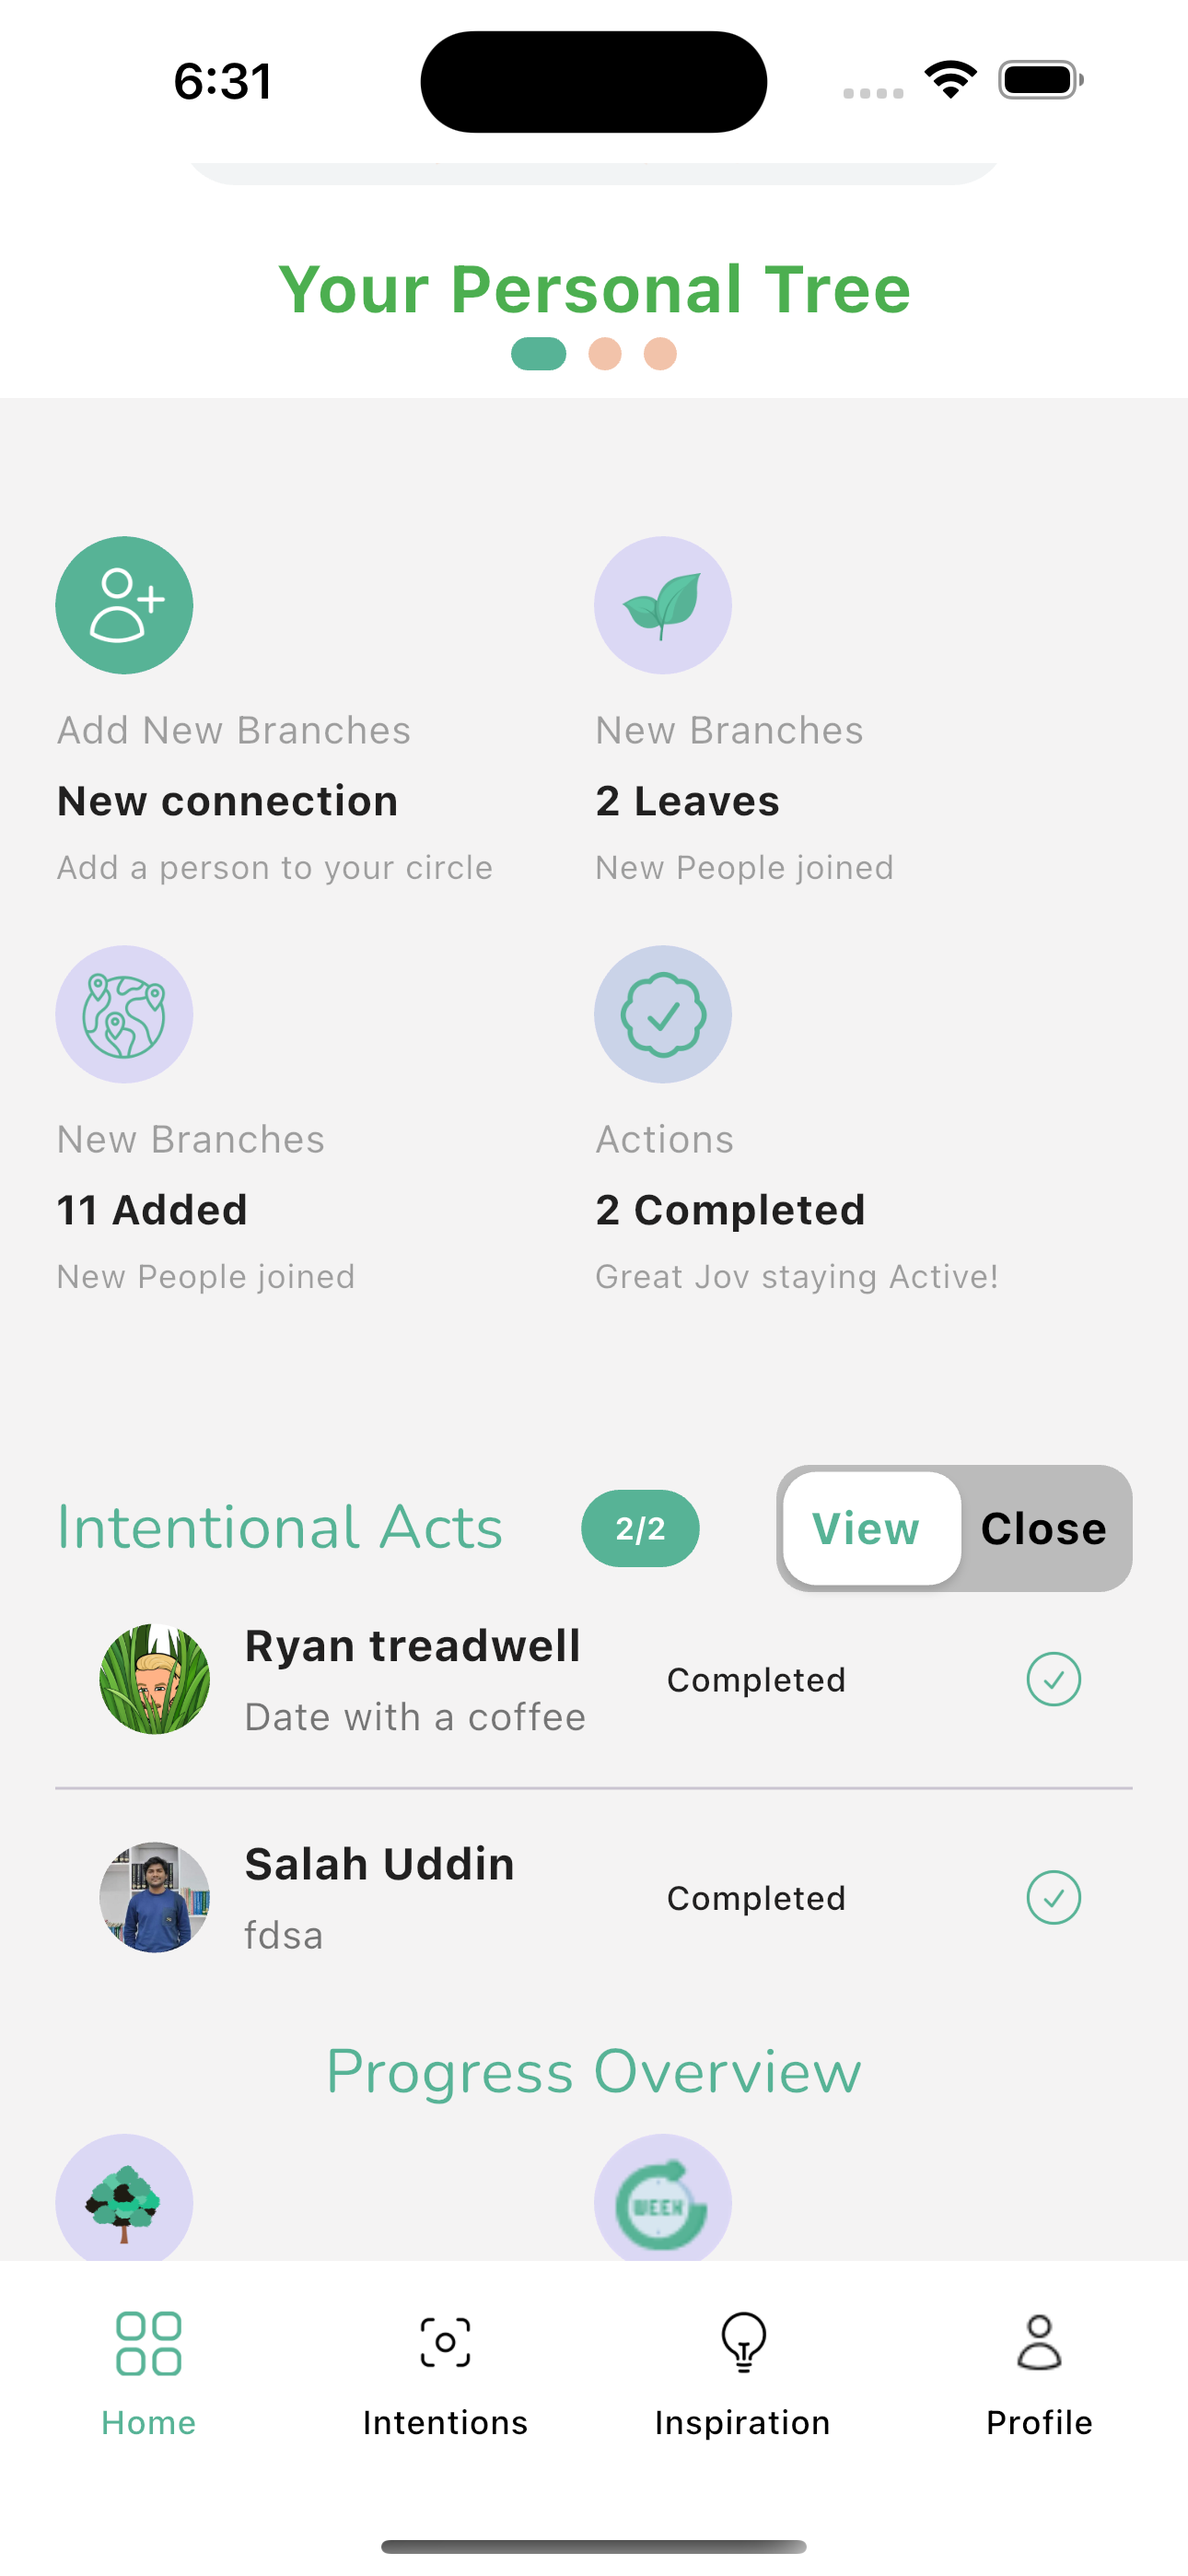 6:31
Your Personal Tree
Add New Branches
New connection
Add a person to your circle
New Branches
2 Leaves
New People joined
New Branches
11 Added
New People joined
Actions
2 Completed
Great Jov staying Active!
Intentional Acts
2/2
View
Close
Ryan treadwell
Date with a coffee
Completed
Salah Uddin
fdsa
Completed
Progress Overview
WEEK
Home
Intentions
Inspiration
Profile